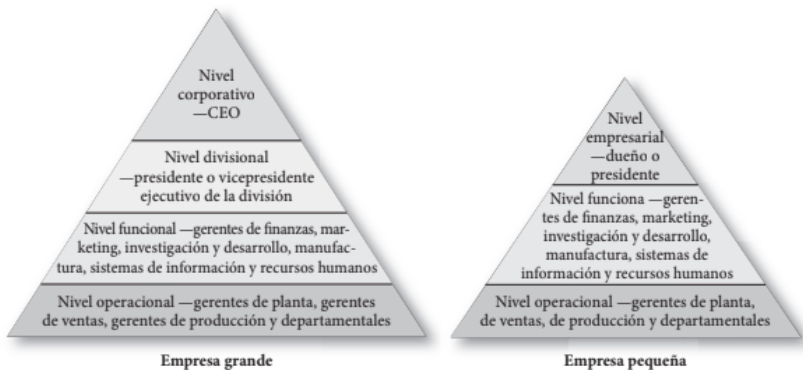 Nivel
corporativo
—CEO
Nivel divisional
—presidente o vicepresidente
ejecutivo de la división
Nivel funcional —gerentes de finanzas, mar-
keting, investigación y desarrollo, manufac-
tura, sistemas de información y recursos humanos
Nivel operacional —gerentes de planta, gerentes
de ventas, gerentes de producción y departamentales
Empresa grande
Nivel
empresarial
—dueño o
presidente
Nivel funciona —geren-
tes de finanzas, marketing,
investigación y desarrollo,
manufactura, sistemas de
información y recursos humanos
Nivel operacional —gerentes de planta,
de ventas, de producción y departamentales
Empresa pequeña